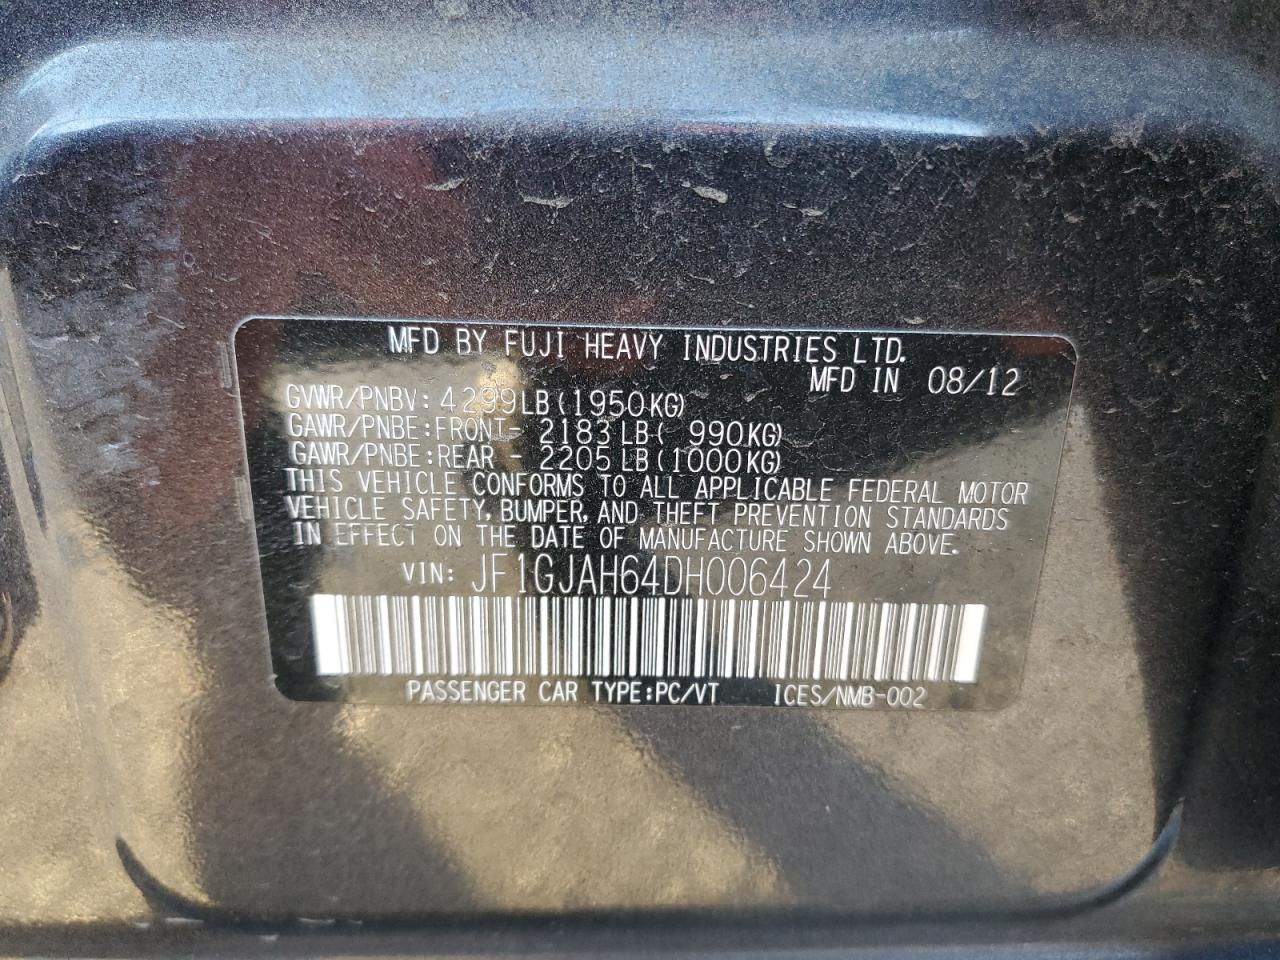 MFD BY FUJI HEAVY INDUSTRIES LTD.
MFD IN 08/12
GVWR/PNBV: 4299LB(1950KG)
GAWR/PNBE:FRONT- 2183LB( 990KG)
GAWR/PNBE:REAR - 2205LB(1000KG)
THIS VEHICLE CONFORMS TO ALL APPLICABLE FEDERAL MOTOR
VEHICLE SAFETY, BUMPER, AND THEFT PREVENTION STANDARDS
IN EFFECT ON THE DATE OF MANUFACTURE SHOWN ABOVE.
VIN: JF1GJAH64DH006424
PASSENGER CAR TYPE:PC/VT ICES/NMB-002